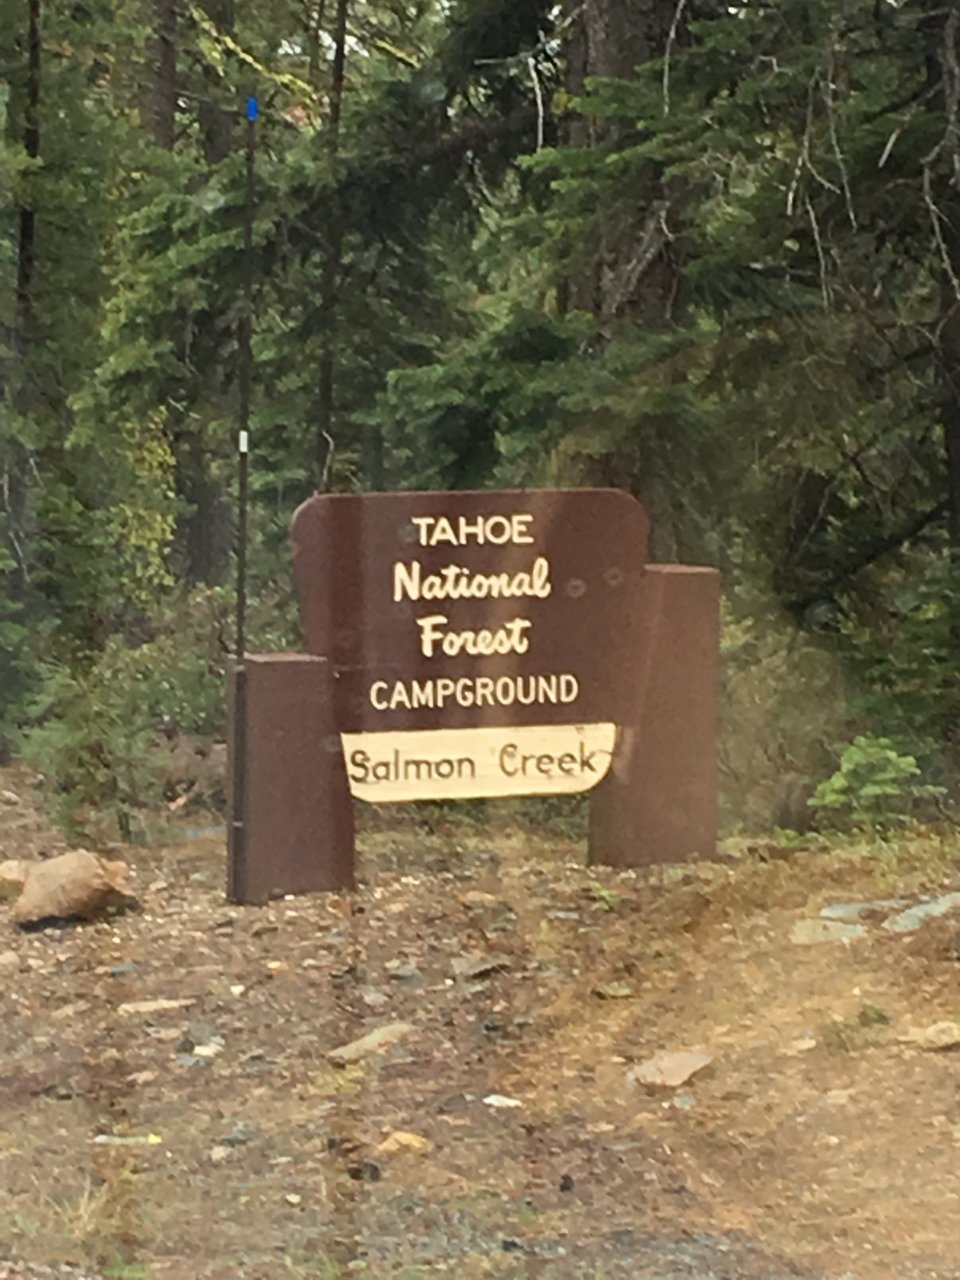 TAHOE
National
Forest
CAMPGROUND
Salmon Creek